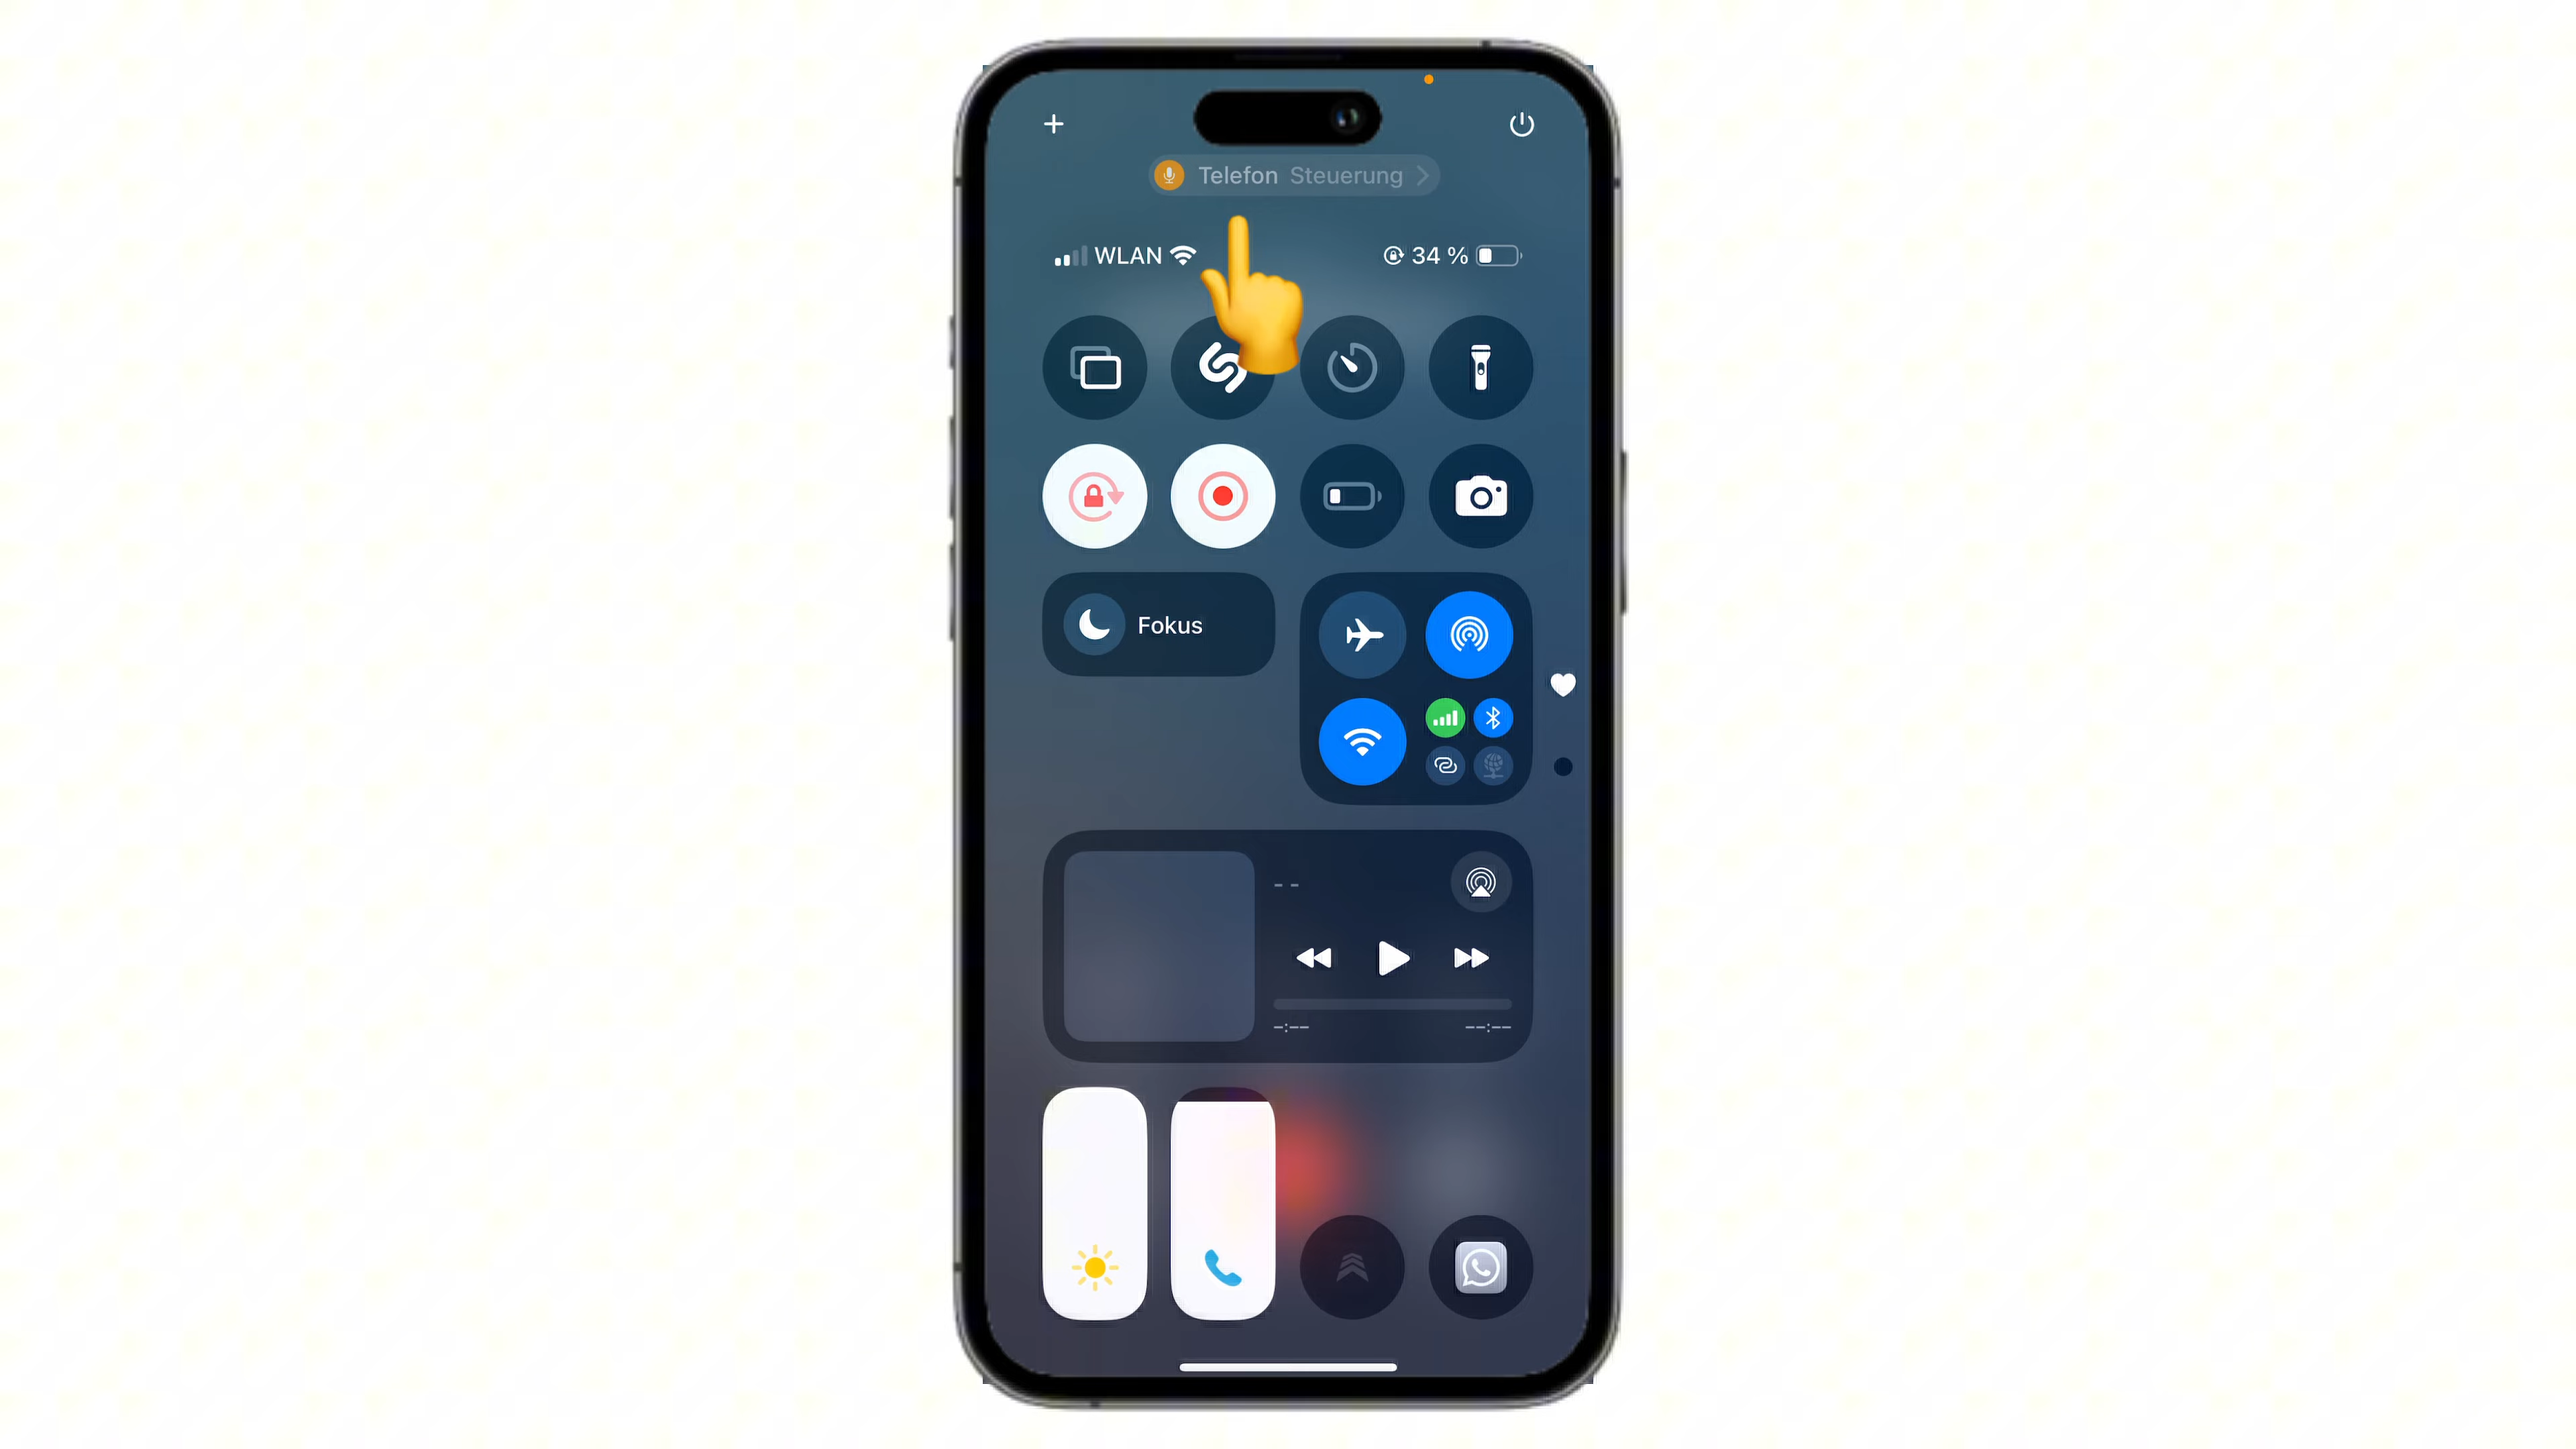 Telefon Steuerung
WLAN 34 %
Fokus
- -
-:-- --:--